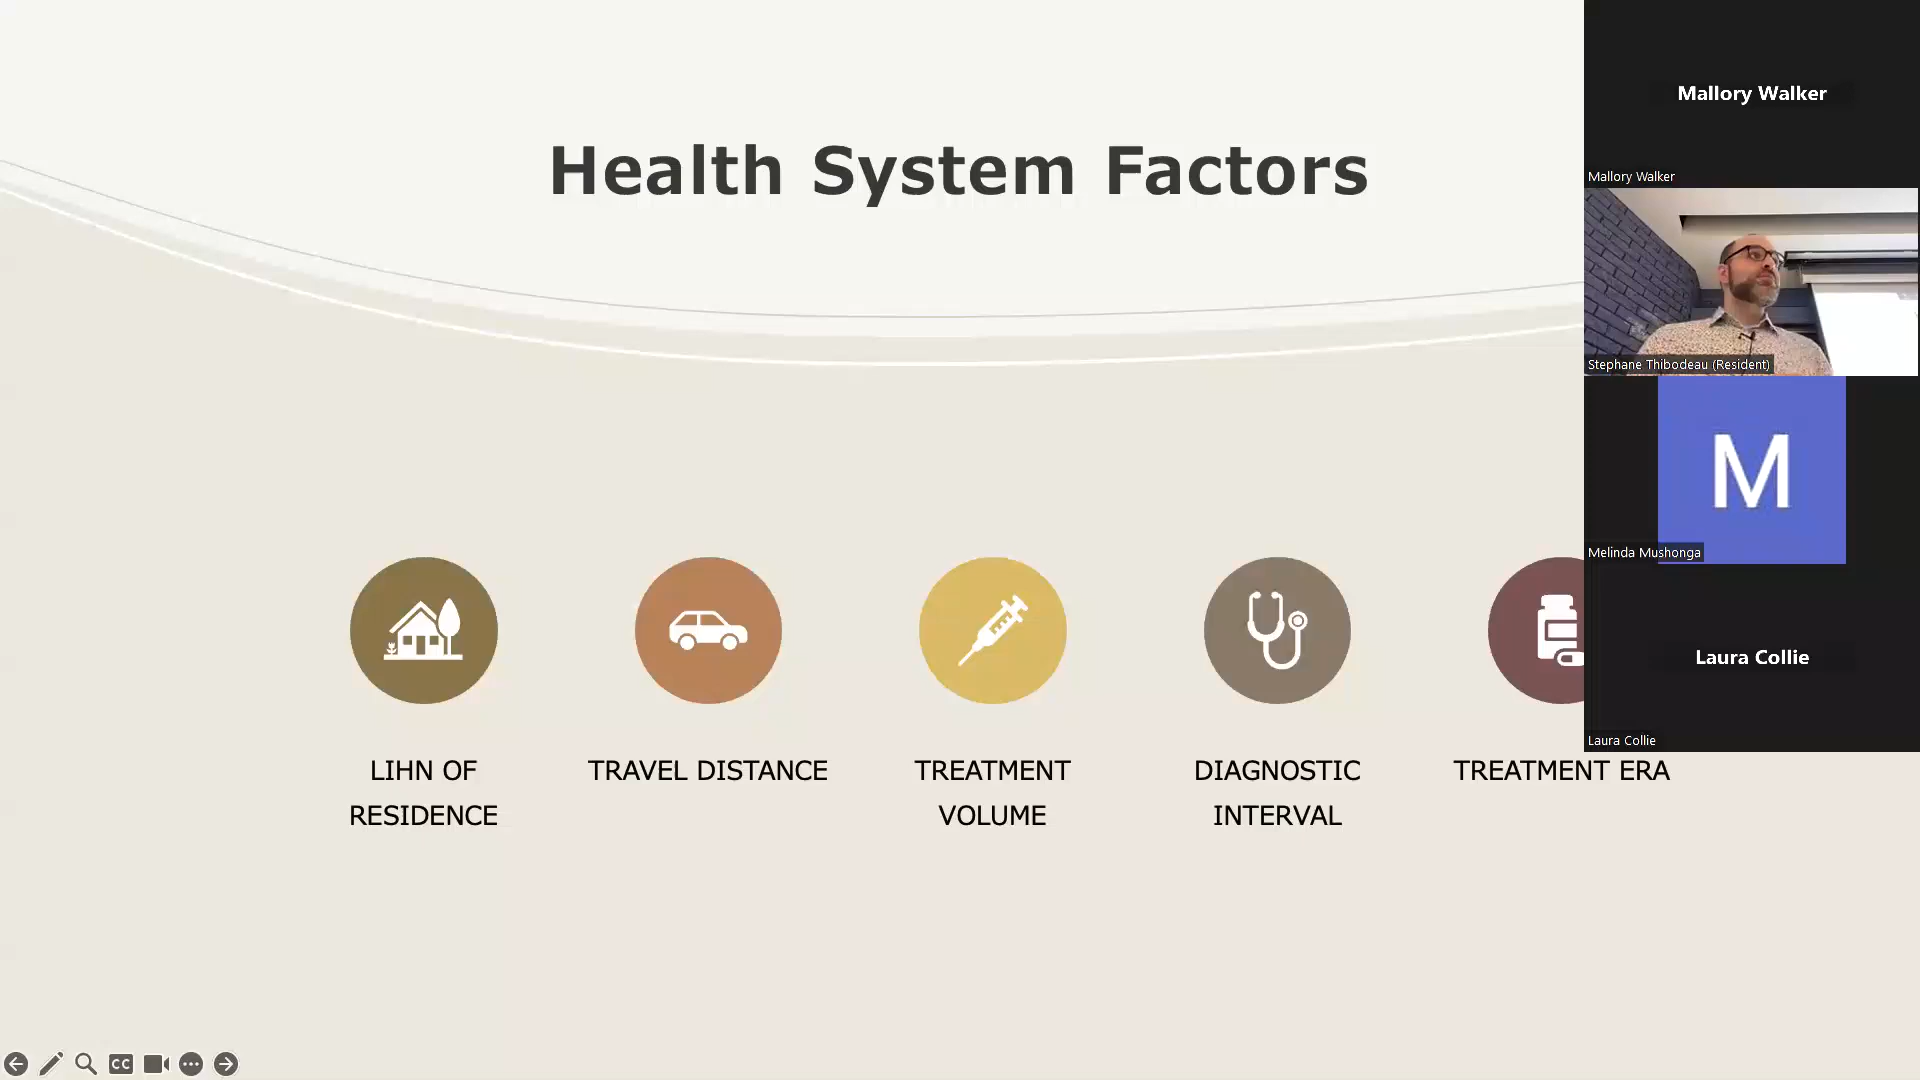 Health System Factors
LIHN OF
RESIDENCE
TRAVEL DISTANCE
TREATMENT
VOLUME
DIAGNOSTIC
INTERVAL
TREATMENT ERA
Mallory Walker
Mallory Walker
Stephane Thibodeau (Resident)
M
Melinda Mushonga
Laura Collie
Laura Collie
CC